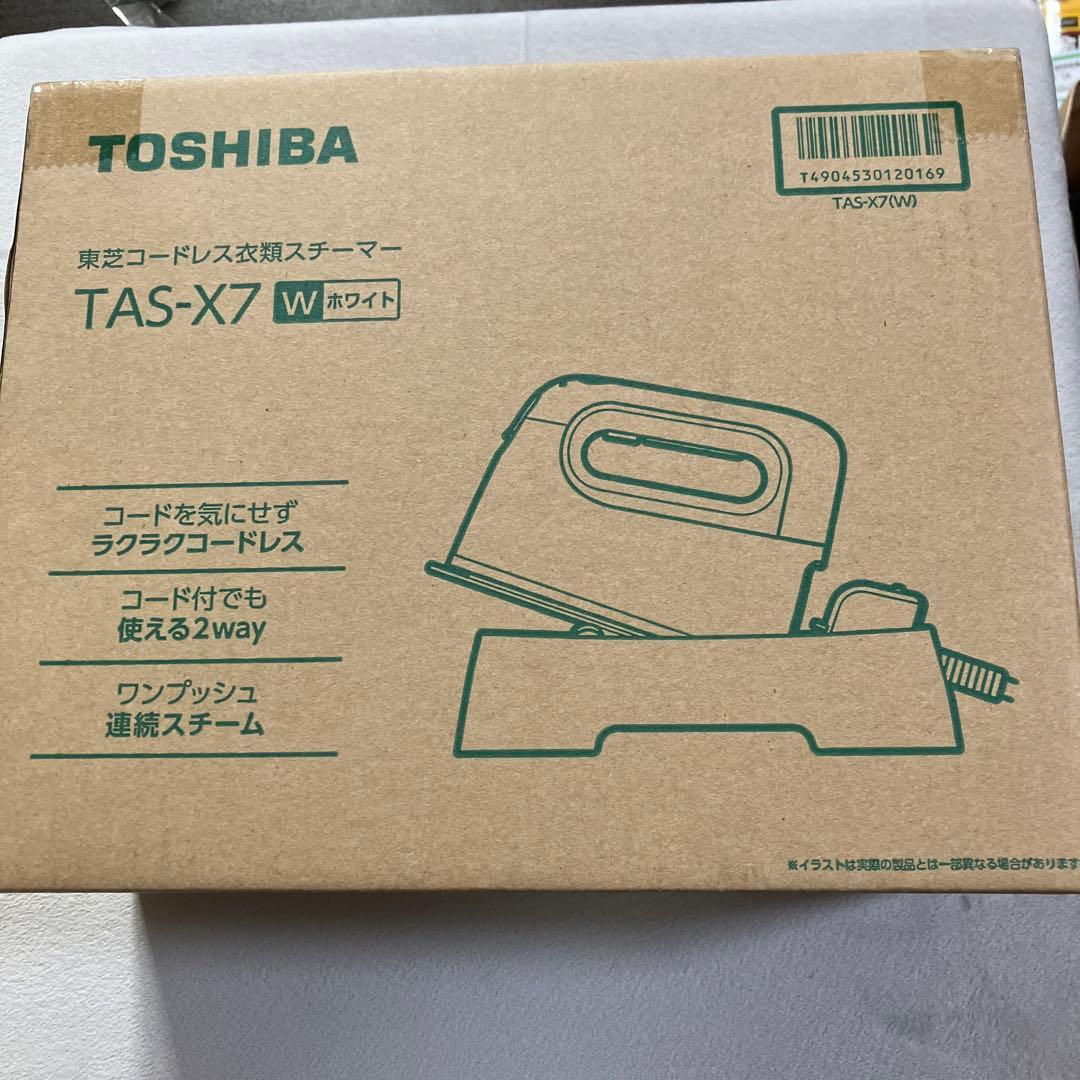 TOSHIBA
T4904530120169
TAS-X7(W)
東芝コードレス衣類スチーマー
TAS-X7 W ホワイト
コードを気にせず
ラクラクコードレス
コード付でも
使える2way
ワンプッシュ
連続スチーム
※イラストは実際の製品とは一部異なる場合があります